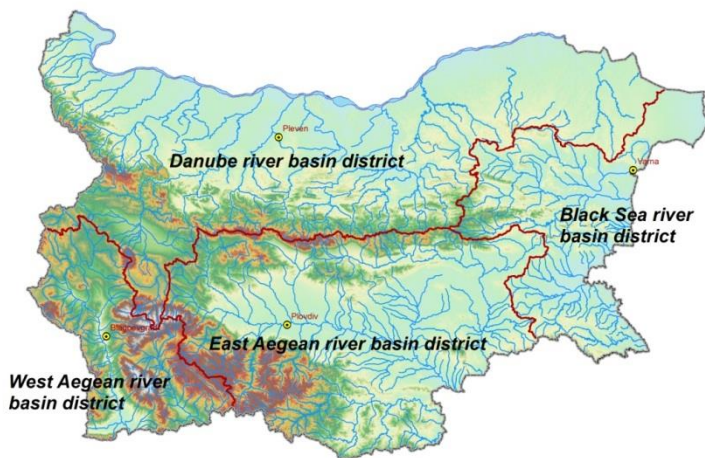 Pleven
Danube river basin district
Varna
Black Sea river
basin district
Plovdiv
Blagoevgrad
East Aegean river basin district
West Aegean river
basin district